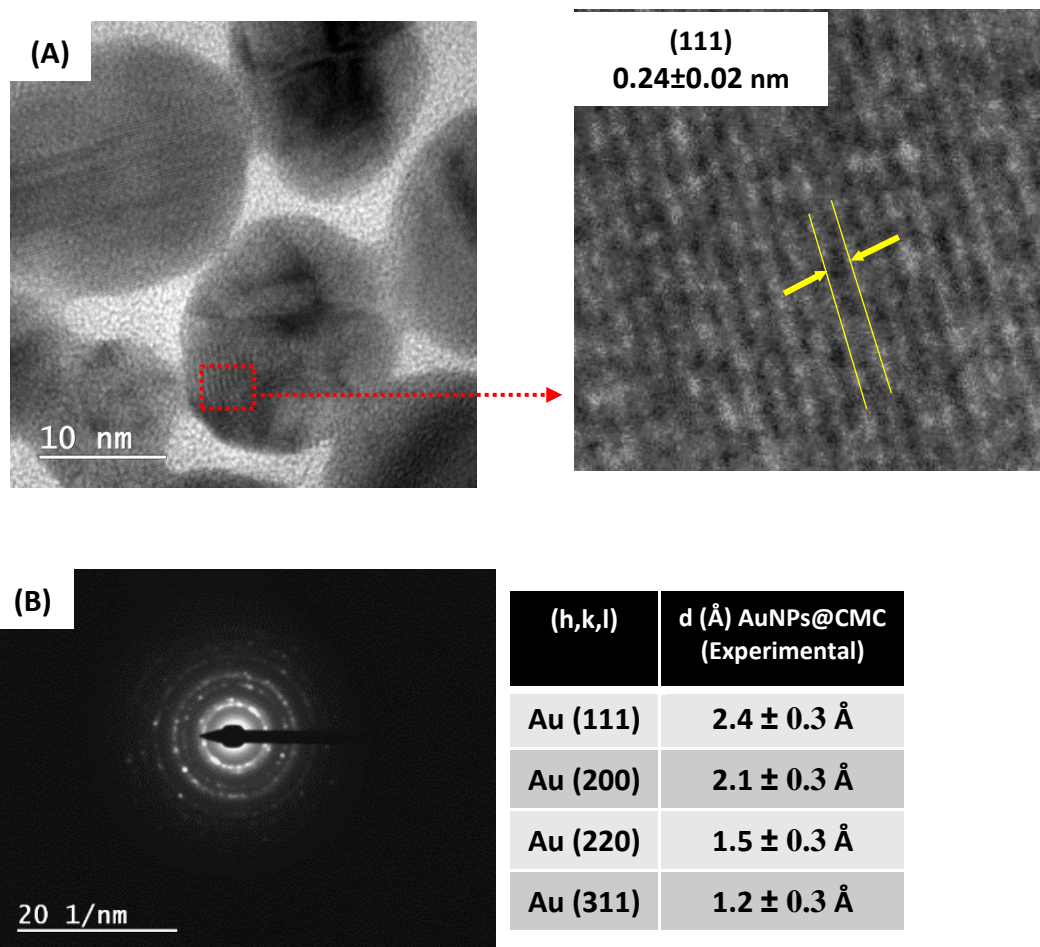 (A)
(111)
0.24±0.02 nm
10 nm
(B)
20 1/nm
(h,k,l)
d (Å) AuNPs@CMC
(Experimental)
Au (111)
2.4 ± 0.3 Å
Au (200)
2.1 ± 0.3 Å
Au (220)
1.5 ± 0.3 Å
Au (311)
1.2 ± 0.3 Å